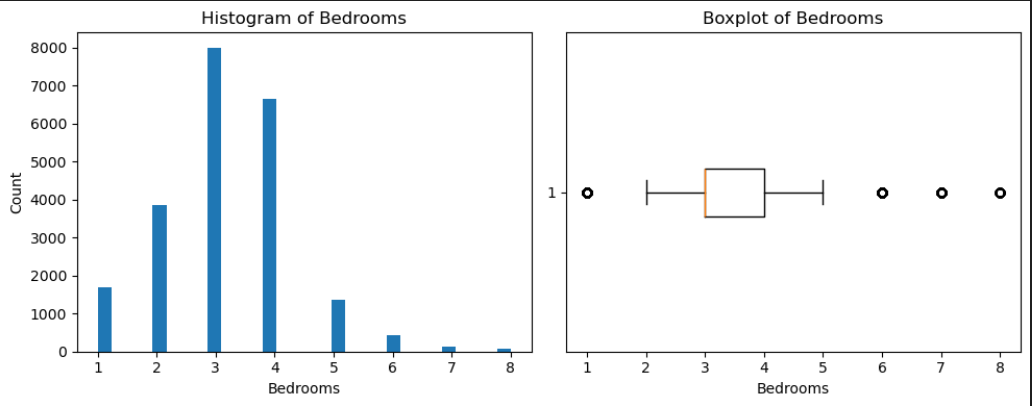 Histogram of Bedrooms
8000
7000
6000
5000
4000
3000
2000
1000
0
Count
1 2 3 4 5 6 7 8
Bedrooms
Boxplot of Bedrooms
1
1 2 3 4 5 6 7 8
Bedrooms